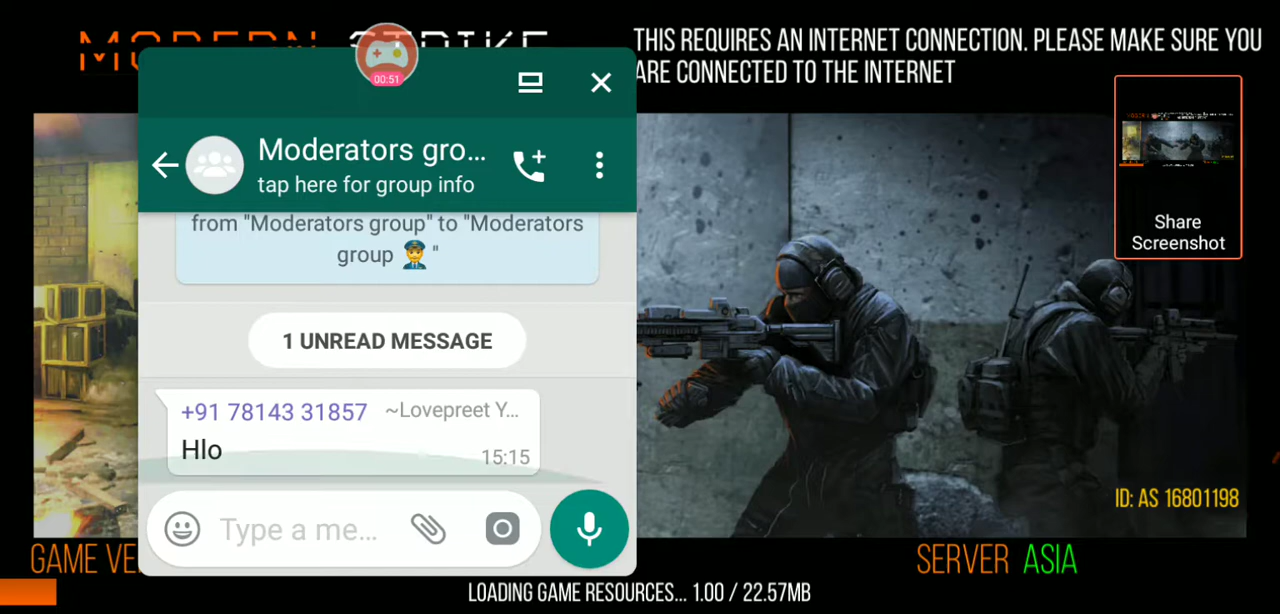 MODERN STRIKE
THIS REQUIRES AN INTERNET CONNECTION. PLEASE MAKE SURE YOU
ARE CONNECTED TO THE INTERNET
00:51
Moderators gro...
tap here for group info
from "Moderators group" to "Moderators
group 👮 "
1 UNREAD MESSAGE
+91 78143 31857 ~Lovepreet Y...
Hlo
15:15
Type a me...
Share
Screenshot
ID: AS 16801198
GAME VE
SERVER ASIA
LOADING GAME RESOURCES... 1.00 / 22.57MB